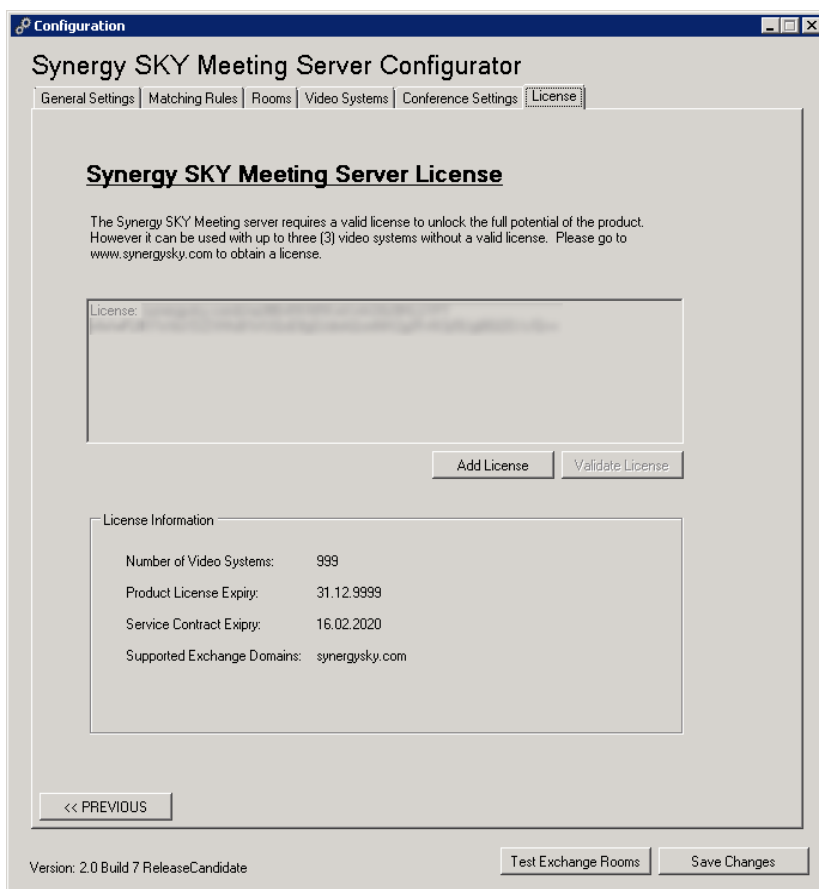 Configuration
Synergy SKY Meeting Server Configurator
General Settings Matching Rules Rooms Video Systems Conference Settings License
Synergy SKY Meeting Server License
The Synergy SKY Meeting server requires a valid license to unlock the full potential of the product.
However it can be used with up to three (3) video systems without a valid license. Please go to
www.synergysky.com to obtain a license.
License:
Add License Validate License
License Information
Number of Video Systems: 999
Product License Expiry: 31.12.9999
Service Contract Exipry: 16.02.2020
Supported Exchange Domains: synergysky.com
<< PREVIOUS
Version: 2.0 Build 7 ReleaseCandidate
Test Exchange Rooms Save Changes